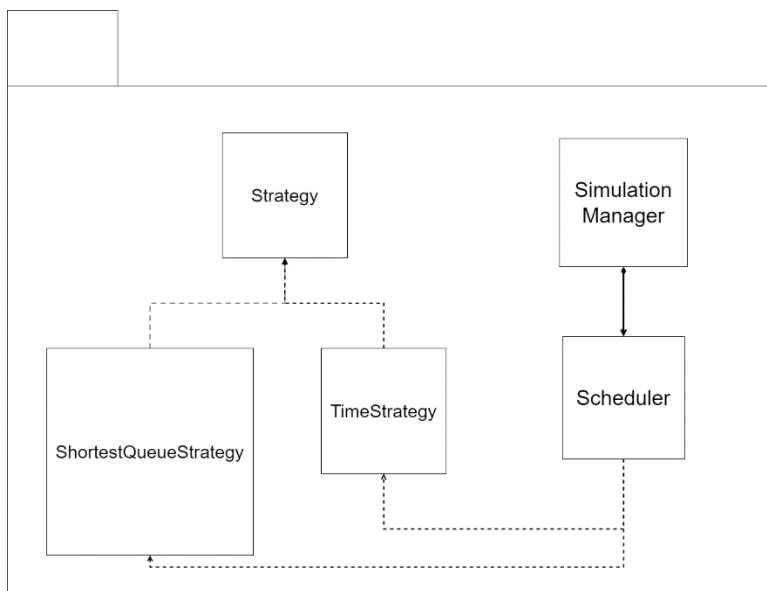 Strategy
Simulation
Manager
ShortestQueueStrategy
TimeStrategy
Scheduler